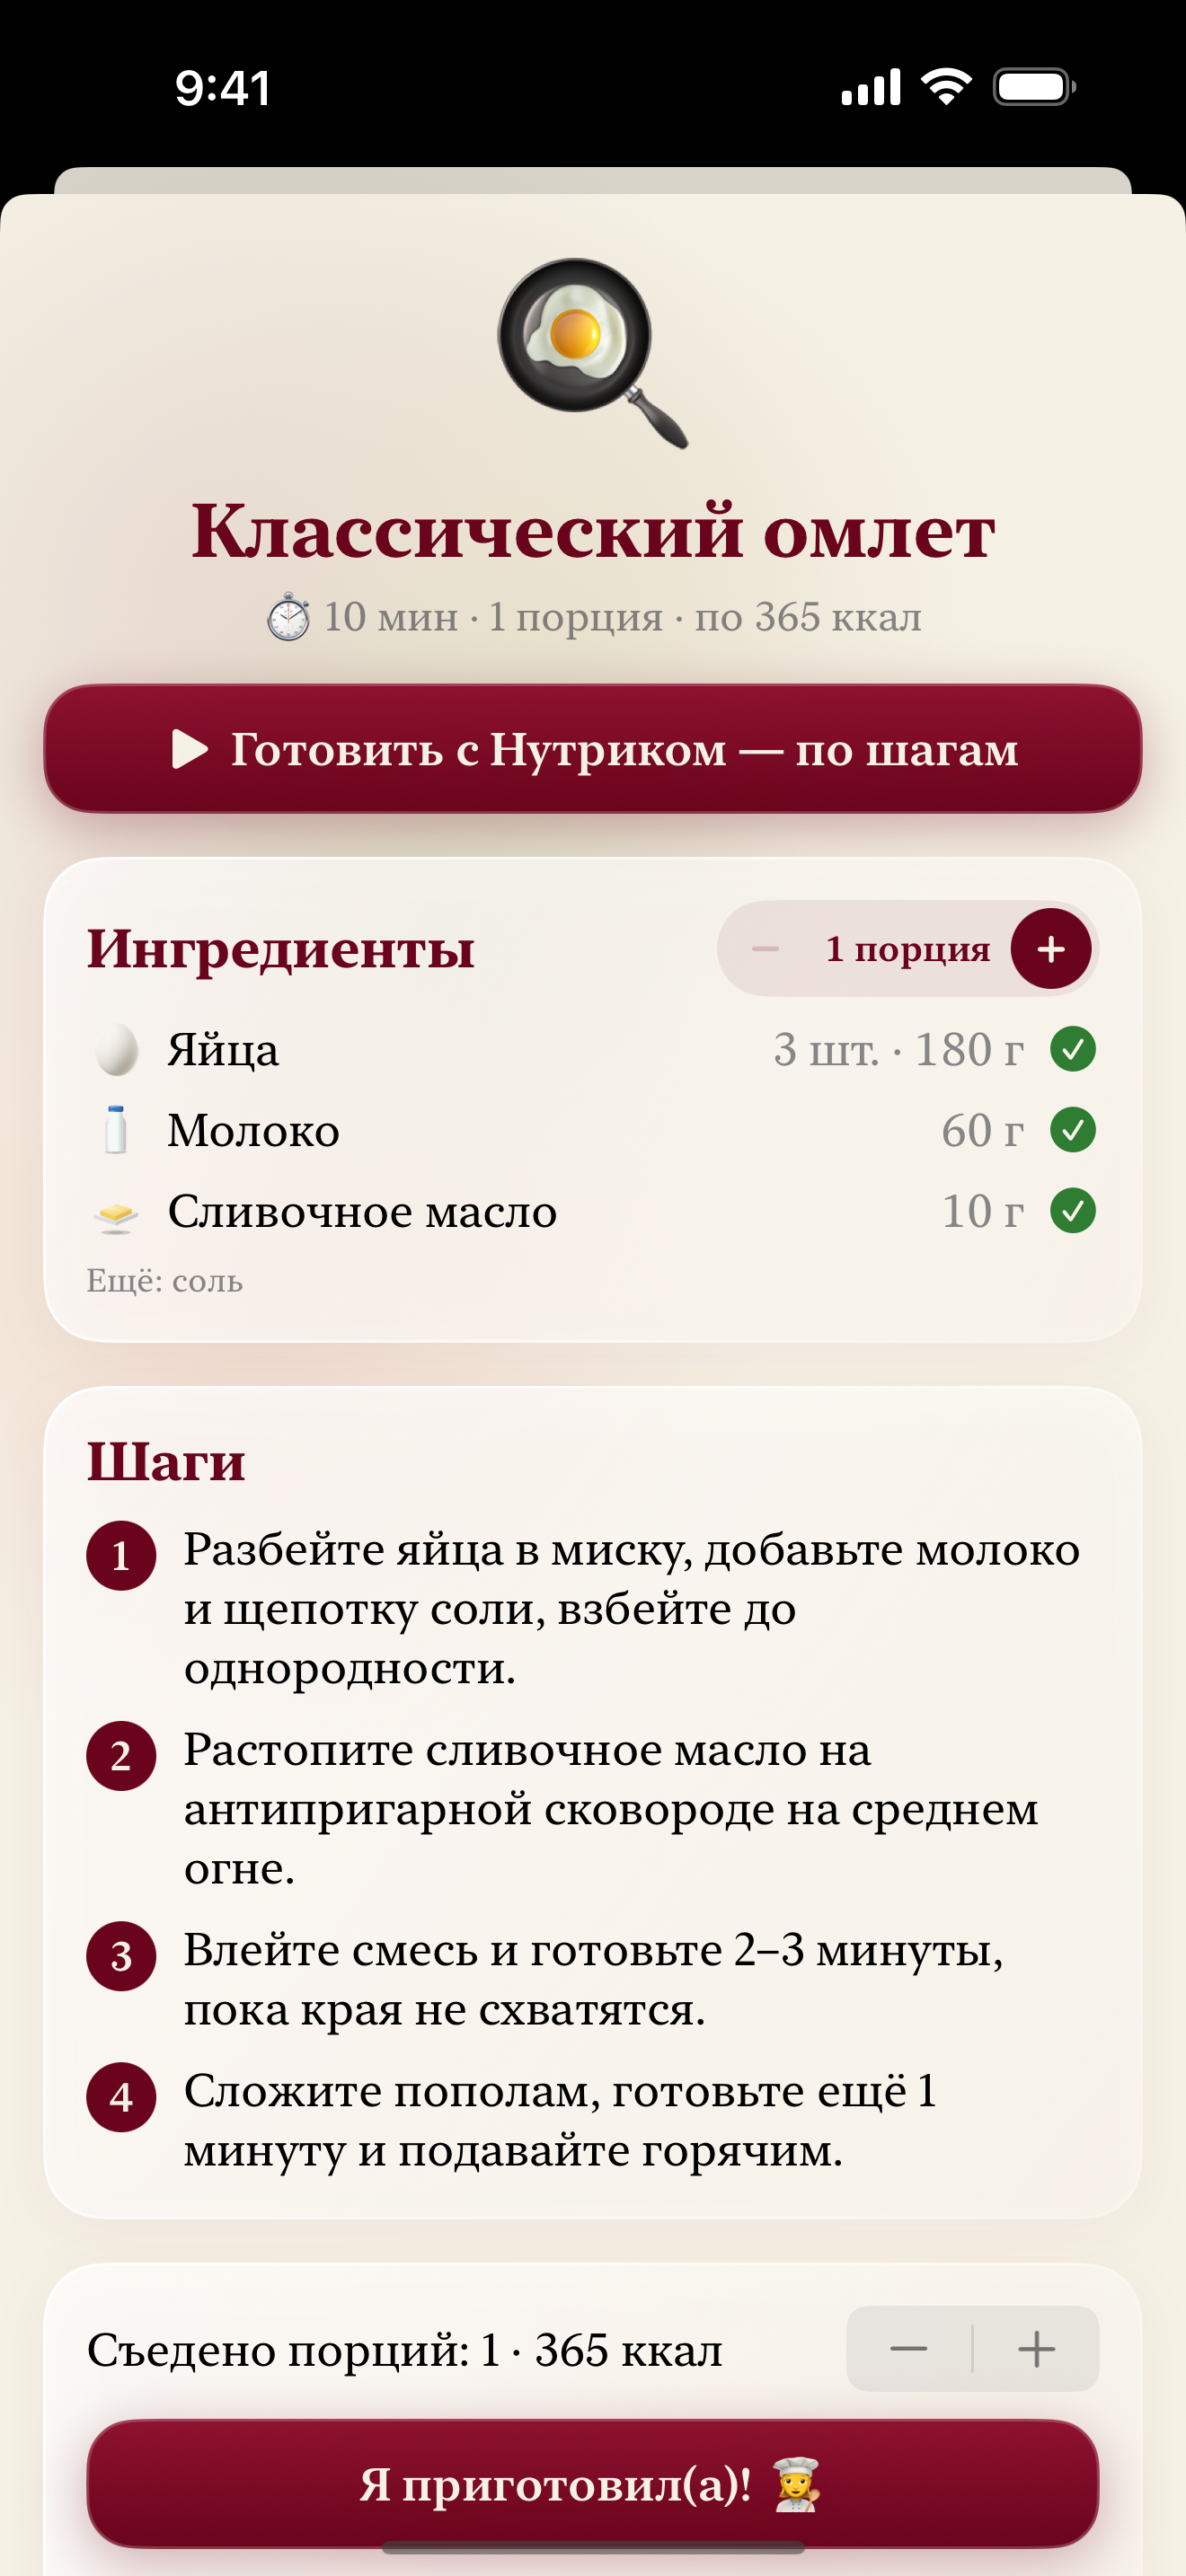 9:41
Классический омлет
10 мин · 1 порция · по 365 ккал
Готовить с Нутриком — по шагам
Ингредиенты
1 порция
Яйца 3 шт. · 180 г
Молоко 60 г
Сливочное масло 10 г
Ещё: соль
Шаги
1 Разбейте яйца в миску, добавьте молоко
и щепотку соли, взбейте до
однородности.
2 Растопите сливочное масло на
антипригарной сковороде на среднем
огне.
3 Влейте смесь и готовьте 2–3 минуты,
пока края не схватятся.
4 Сложите пополам, готовьте ещё 1
минуту и подавайте горячим.
Съедено порций: 1 · 365 ккал
Я приготовил(а)!